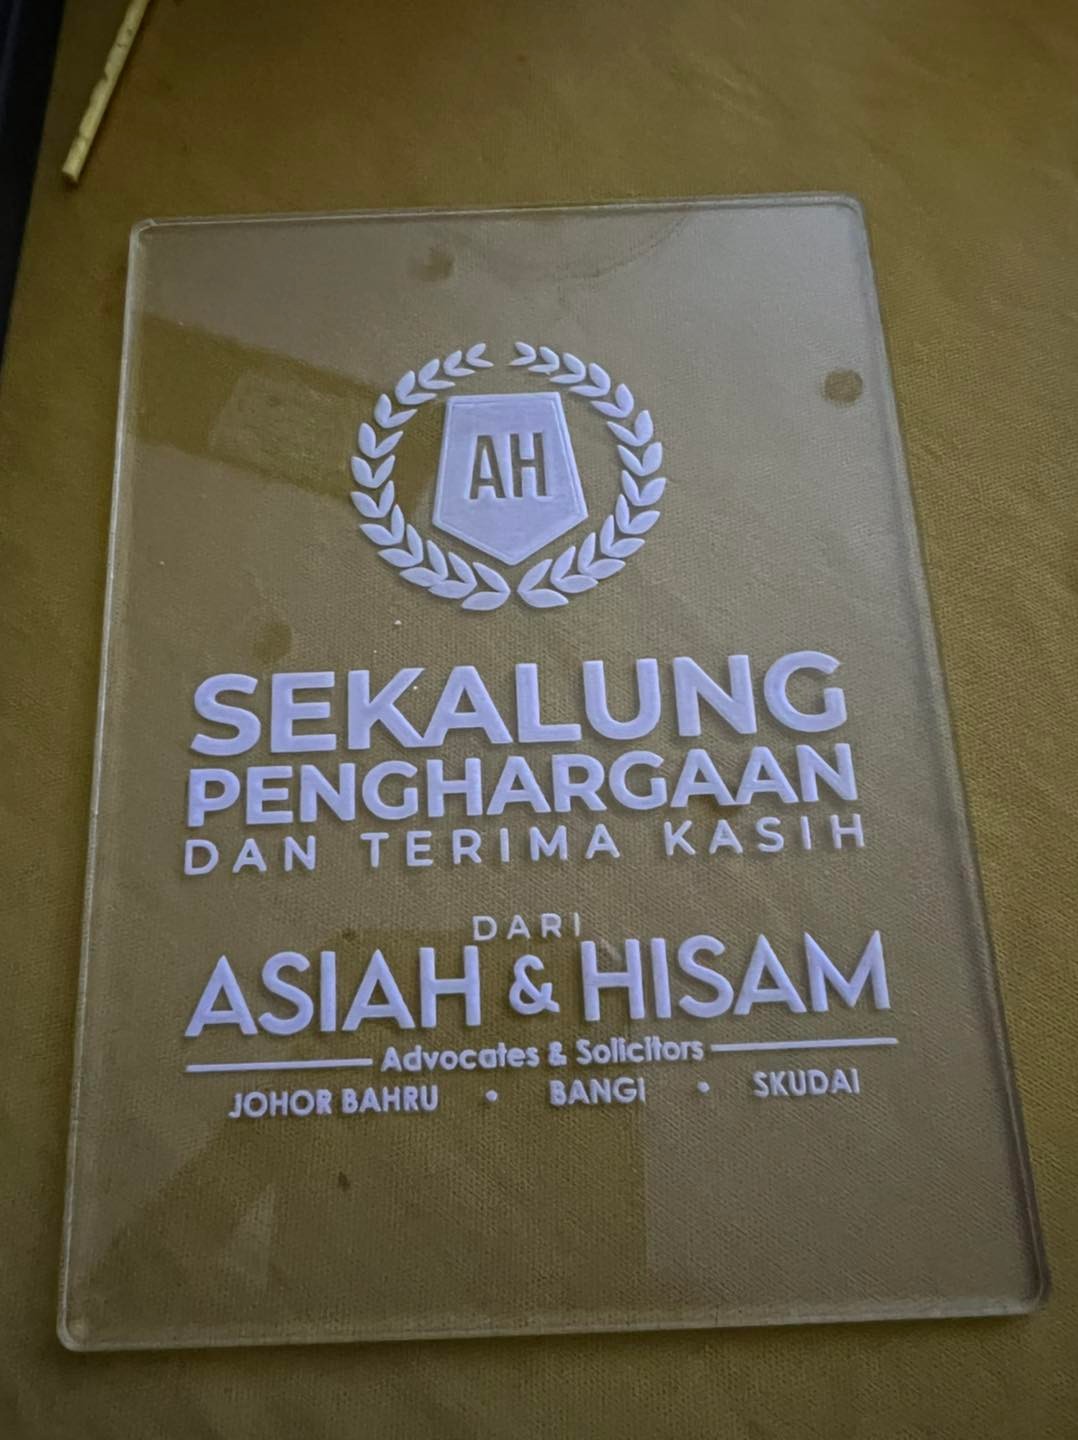 AH
SEKALUNG
PENGHARGAAN
DAN TERIMA KASIH
DARI
ASIAH & HISAM
Advocates & Solicitors
JOHOR BAHRU • BANGI • SKUDAI